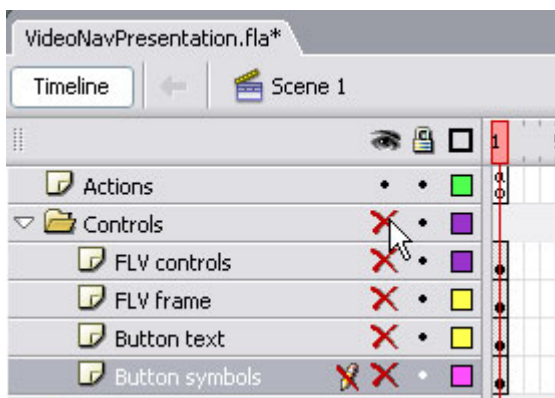 VideoNavPresentation.fla*
Timeline Scene 1
1
Actions
a
Controls
FLV controls
FLV frame
Button text
Button symbols